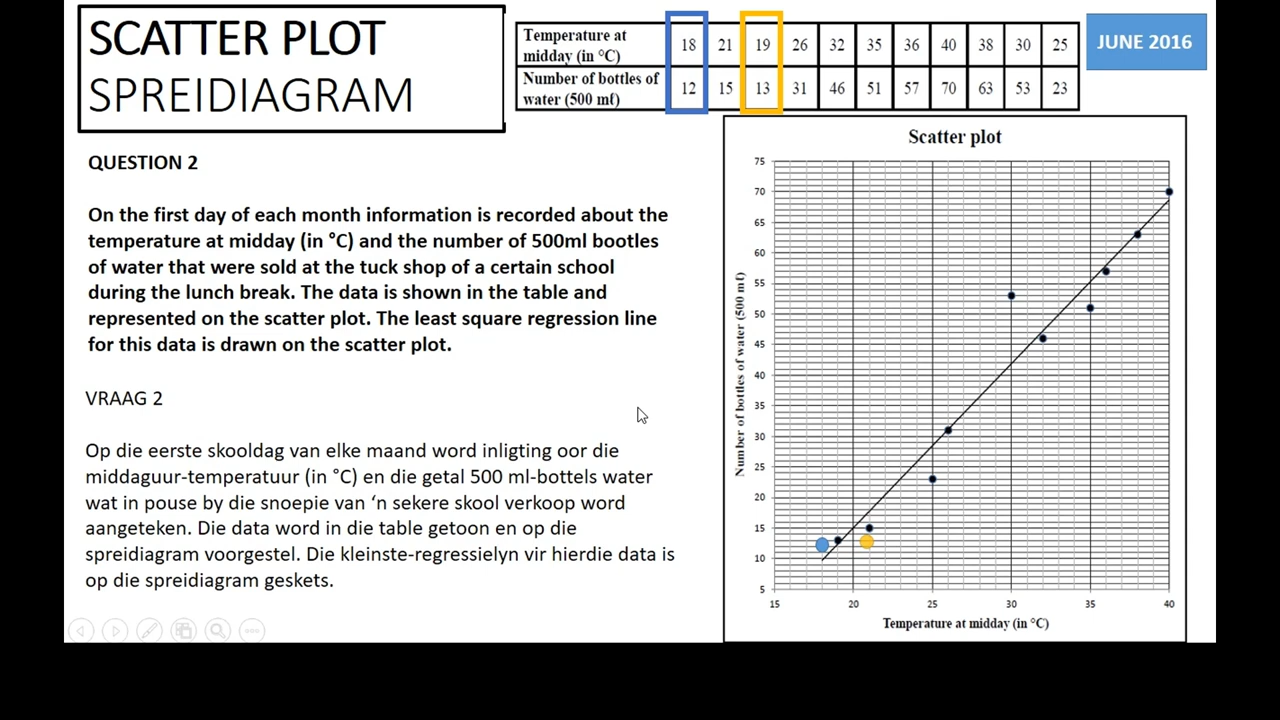 SCATTER PLOT
SPREIDIAGRAM
Temperature at midday (in °C) 18 21 19 26 32 35 36 40 38 30 25
Number of bottles of water (500 mℓ) 12 15 13 31 46 51 57 70 63 53 23
JUNE 2016
QUESTION 2
On the first day of each month information is recorded about the
temperature at midday (in °C) and the number of 500ml bootles
of water that were sold at the tuck shop of a certain school
during the lunch break. The data is shown in the table and
represented on the scatter plot. The least square regression line
for this data is drawn on the scatter plot.
VRAAG 2
Op die eerste skooldag van elke maand word inligting oor die
middaguur-temperatuur (in °C) en die getal 500 ml-bottels water
wat in pouse by die snoepie van ‘n sekere skool verkoop word
aangeteken. Die data word in die table getoon en op die
spreidiagram voorgestel. Die kleinste-regressielyn vir hierdie data is
op die spreidiagram geskets.
Scatter plot
Number of bottles of water (500 mℓ)
75
70
65
60
55
50
45
40
35
30
25
20
15
10
5
15 20 25 30 35 40
Temperature at midday (in °C)